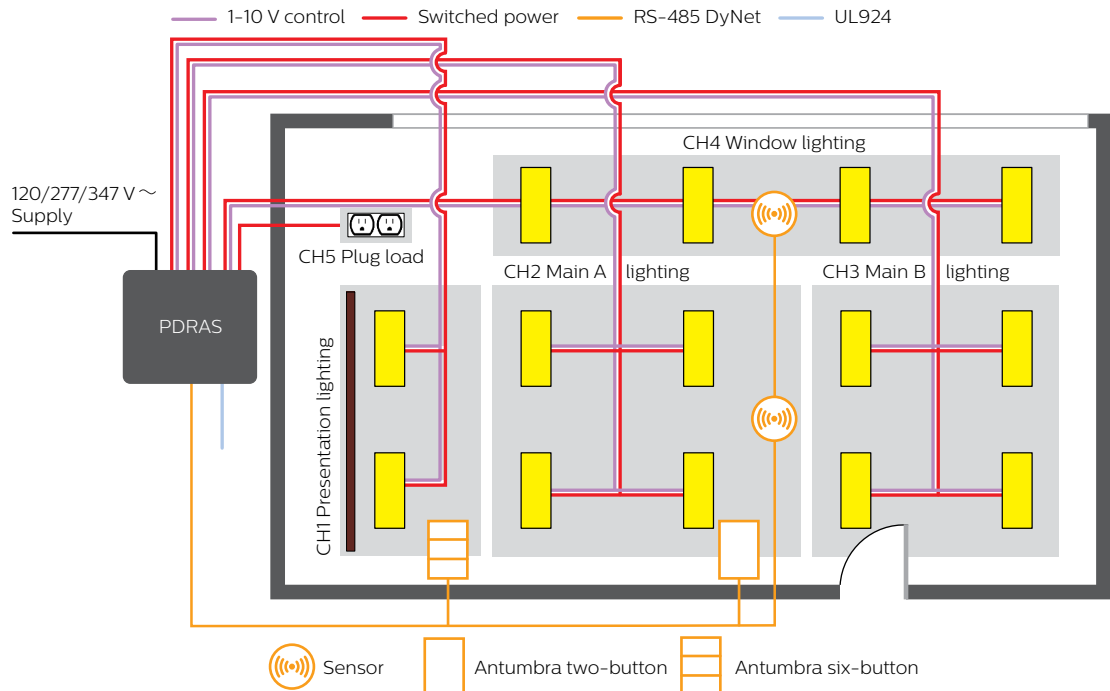 1-10 V control
Switched power
RS-485 DyNet
UL924
120/277/347 V ~
Supply
PDRAS
CH4 Window lighting
CH5 Plug load
CH2 Main A lighting
CH3 Main B lighting
CH1 Presentation lighting
Sensor
Antumbra two-button
Antumbra six-button